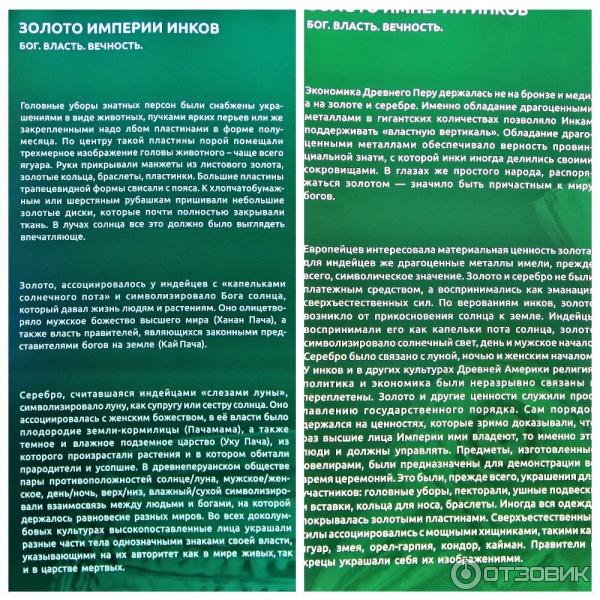 ЗОЛОТО ИМПЕРИИ ИНКОВ
БОГ. ВЛАСТЬ. ВЕЧНОСТЬ.
Головные уборы знатных персон были снабжены укра-
шениями в виде животных, пучками ярких перьев или же
закрепленными надо лбом пластинами в форме полу-
месяца. По центру такой пластины порой помещали
трехмерное изображение головы животного – чаще всего
ягуара. Руки прикрывали манжеты из листового золота,
золотые кольца, браслеты, пластинки. Большие пластины
трапецевидной формы свисали с пояса. К хлопчатобумаж-
ным или шерстяным рубашкам пришивали небольшие
золотые диски, которые почти полностью закрывали
ткань. В лучах солнца все это должно было выглядеть
впечатляюще.
Золото, ассоциировалось у индейцев с «капельками
солнечного пота» и символизировало Бога солнца,
который давал жизнь людям и растениям. Оно олицетво-
ряло мужское божество высшего мира (Ханан Пача), а
также власть правителей, являющихся законными пред-
ставителями богов на земле (Кай Пача).
Серебро, считавшаяся индейцами «слезами луны»,
символизировало луну, как супругу или сестру солнца. Оно
ассоциировалась с женским божеством, в её власти было
плодородие земли-кормилицы (Пачамама), а также
темное и влажное подземное царство (Уку Пача), из
которого произрастали растения и в котором обитали
прародители и усопшие. В древнеперуанском обществе
пары противоположностей солнце/луна, мужское/жен-
ское, день/ночь, верх/низ, влажный/сухой символизиро-
вали взаимосвязь между людьми и богами, на которой
держалось равновесие разных миров. Во всех доколум-
бовых культурах высокопоставленные лица украшали
разные части тела однозначными знаками своей власти,
указывающими на их авторитет как в мире живых, так
и в царстве мертвых.
ЗОЛОТО ИМПЕРИИ ИНКОВ
БОГ. ВЛАСТЬ. ВЕЧНОСТЬ.
Экономика Древнего Перу держалась не на бронзе и меди
а на золоте и серебре. Именно обладание драгоценными
металлами в гигантских количествах позволяло Инкам
поддерживать «властную вертикаль». Обладание драго-
ценными металлами обеспечивало верность провин-
циальной знати, с которой инки иногда делились своими
сокровищами. В глазах же простого народа, распоря-
жаться золотом — значило быть причастным к миру
богов.
Европейцев интересовала материальная ценность золота
для индейцев же драгоценные металлы имели, прежде
всего, символическое значение. Золото и серебро не были
платежным средством, а воспринимались как эманация
сверхъестественных сил. По верованиям инков, золото
возникло от прикосновения солнца к земле. Индейцы
воспринимали его как капельки пота солнца, золото
символизировало солнечный свет, день и мужское начало
Серебро было связано с луной, ночью и женским началом
У инков и в других культурах Древней Америки религия
политика и экономика были неразрывно связаны и
переплетены. Золото и другие ценности служили прос-
лавлению государственного порядка. Сам порядок
держался на ценностях, которые зримо доказывали, что
раз высшие лица Империи ими владеют, то именно эти
люди и должны управлять. Предметы, изготовленные
ювелирами, были предназначены для демонстрации во
время церемоний. Это были, прежде всего, украшения для
участников: головные уборы, пекторали, ушные подвески
и вставки, кольца для носа, браслеты. Иногда вся одежда
покрывалась золотыми пластинами. Сверхъестественные
силы ассоциировались с мощными хищниками, такими как
ягуар, змея, орел-гарпия, кондор, кайман. Правители и
жрецы украшали себя их изображениями.
ОТЗОВИК